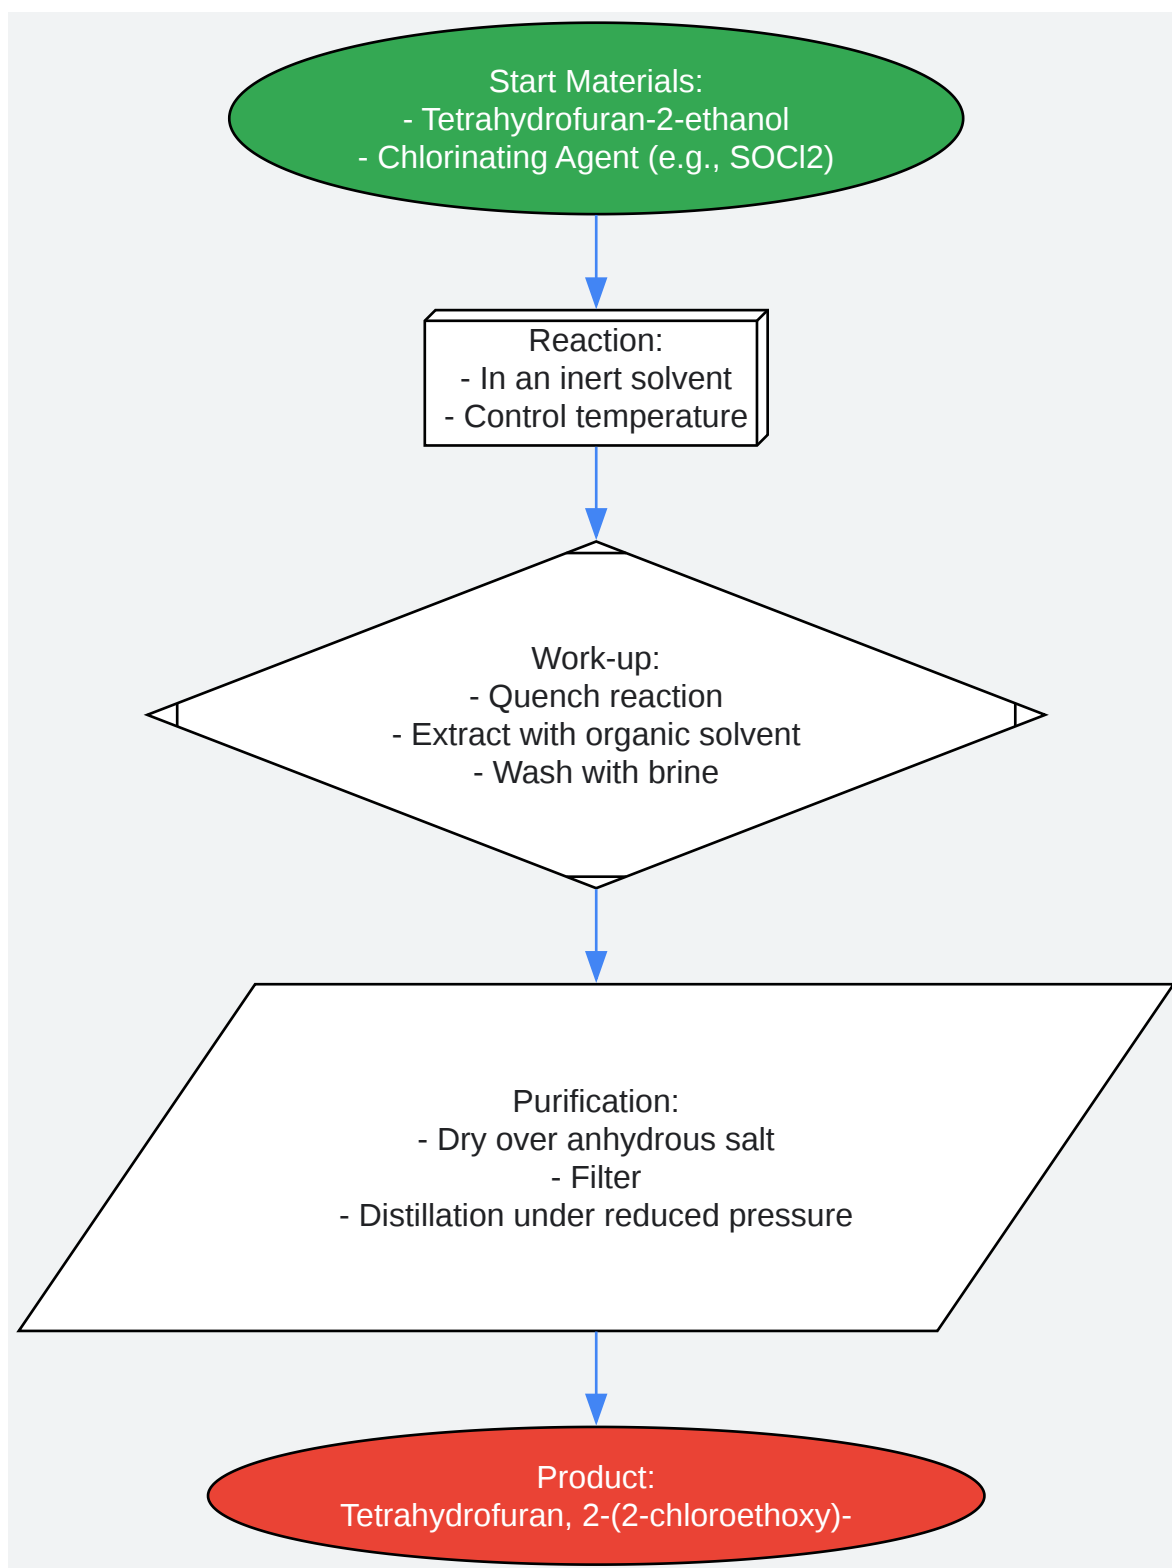 Start Materials:
- Tetrahydrofuran-2-ethanol
- Chlorinating Agent (e.g., SOCl2)
Reaction:
- In an inert solvent
- Control temperature
Work-up:
- Quench reaction
- Extract with organic solvent
- Wash with brine
Purification:
- Dry over anhydrous salt
- Filter
- Distillation under reduced pressure
Product:
Tetrahydrofuran, 2-(2-chloroethoxy)-